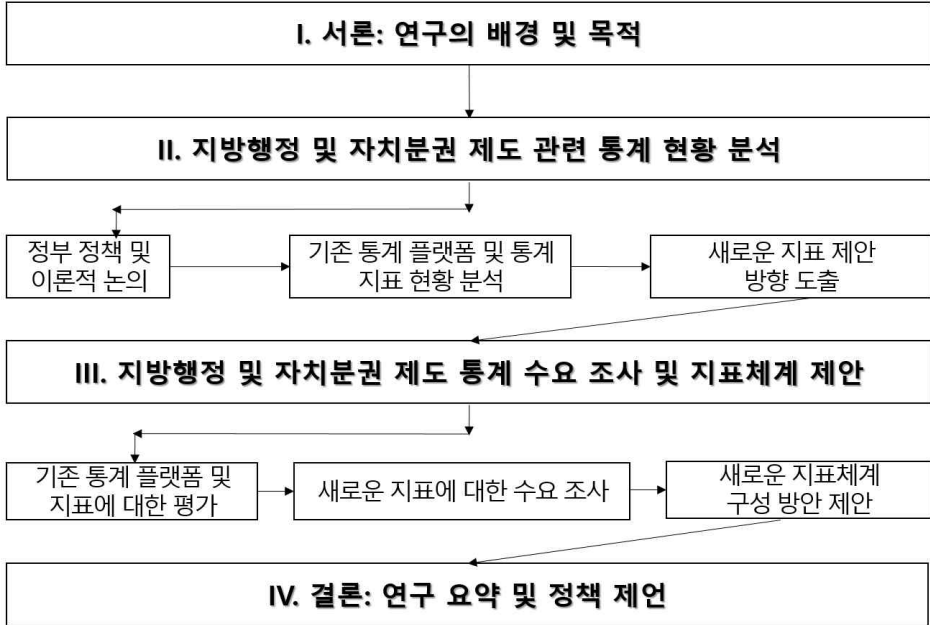 I. 서론: 연구의 배경 및 목적
II. 지방행정 및 자치분권 제도 관련 통계 현황 분석
정부 정책 및
이론적 논의
기존 통계 플랫폼 및 통계
지표 현황 분석
새로운 지표 제안
방향 도출
III. 지방행정 및 자치분권 제도 통계 수요 조사 및 지표체계 제안
기존 통계 플랫폼 및
지표에 대한 평가
새로운 지표에 대한 수요 조사
새로운 지표체계
구성 방안 제안
IV. 결론: 연구 요약 및 정책 제언